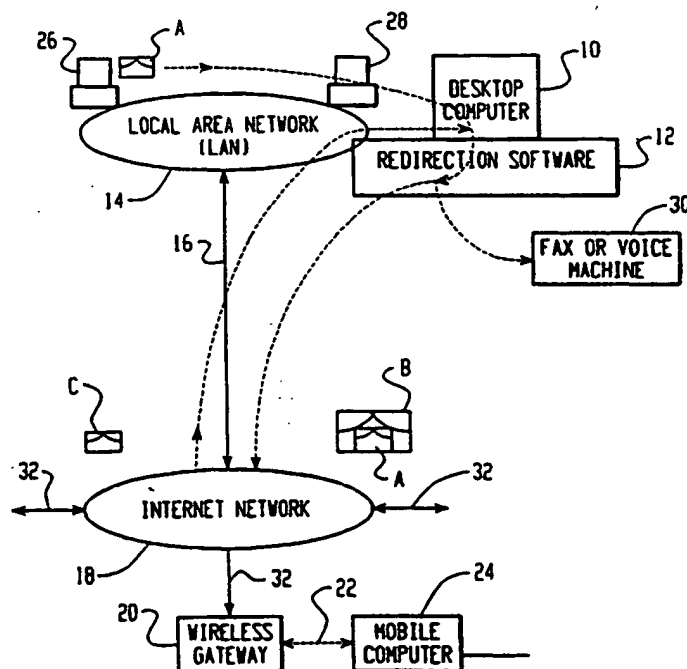 26
A
28
10
DESKTOP
COMPUTER
LOCAL AREA NETWORK
(LAN)
REDIRECTION SOFTWARE
12
14
30
16
FAX OR VOICE
MACHINE
C
B
A
32
32
INTERNET NETWORK
18
32
22
24
20
WIRELESS
GATEWAY
MOBILE
COMPUTER